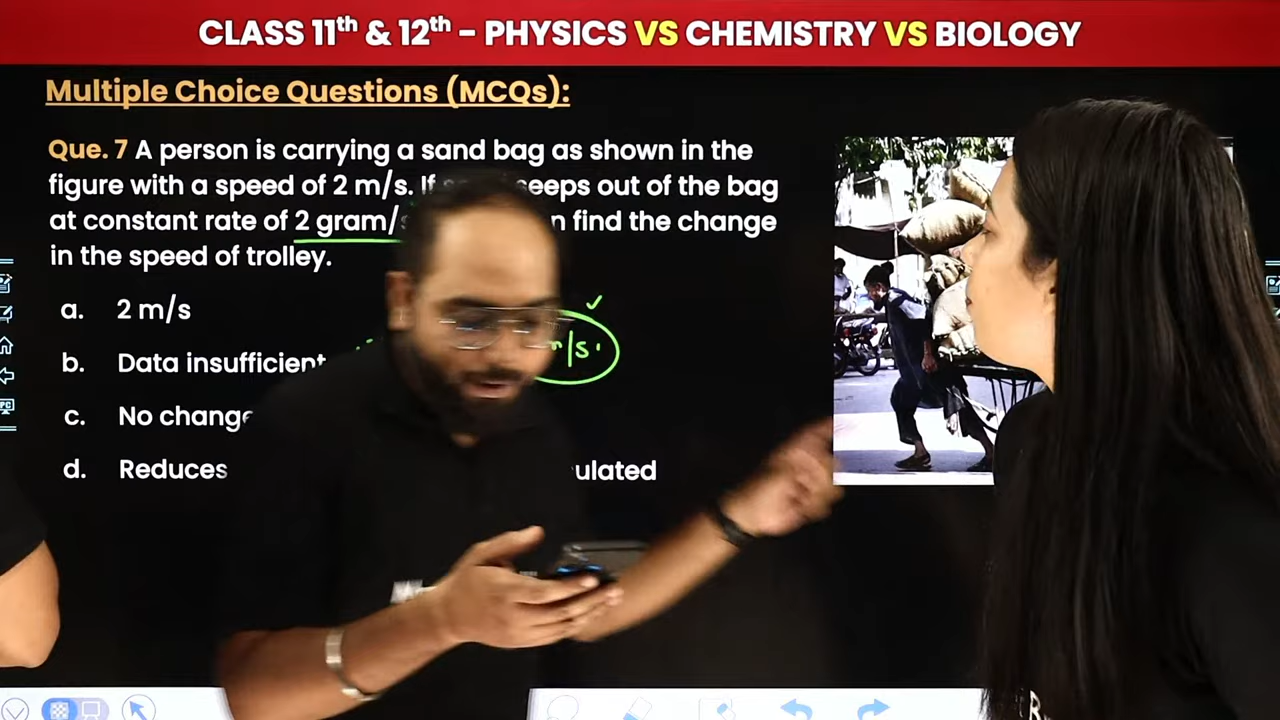 CLASS 11th & 12th – PHYSICS VS CHEMISTRY VS BIOLOGY
Multiple Choice Questions (MCQs):
Que. 7 A person is carrying a sand bag as shown in the
figure with a speed of 2 m/s. If seeps out of the bag
at constant rate of 2 gram/ find the change
in the speed of trolley.
a. 2 m/s
b. Data insufficient
c. No change
d. Reduces